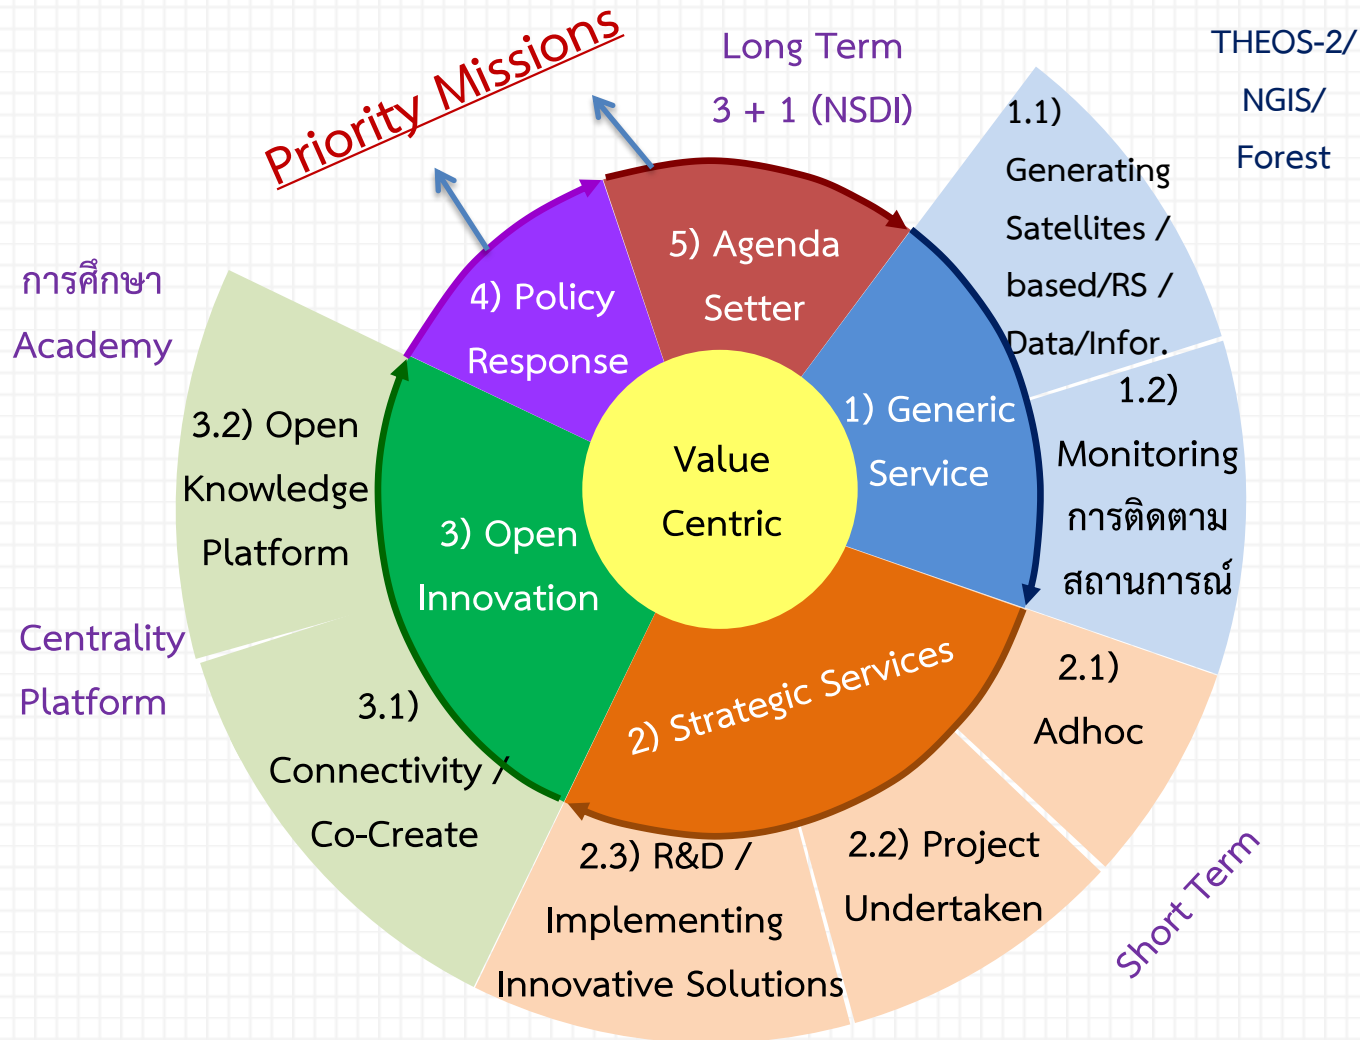 Priority Missions
Long Term
3 + 1 (NSDI)
THEOS-2/
NGIS/
Forest
1.1)
Generating
Satellites /
based/RS /
Data/Infor.
1.2)
Monitoring
การติดตาม
สถานการณ์
5) Agenda
Setter
4) Policy
Response
1) Generic
Service
Value
Centric
3) Open
Innovation
2) Strategic Services
การศึกษา
Academy
3.2) Open
Knowledge
Platform
Centrality
Platform
3.1)
Connectivity /
Co-Create
2.1)
Adhoc
2.2) Project
Undertaken
2.3) R&D /
Implementing
Innovative Solutions
Short Term